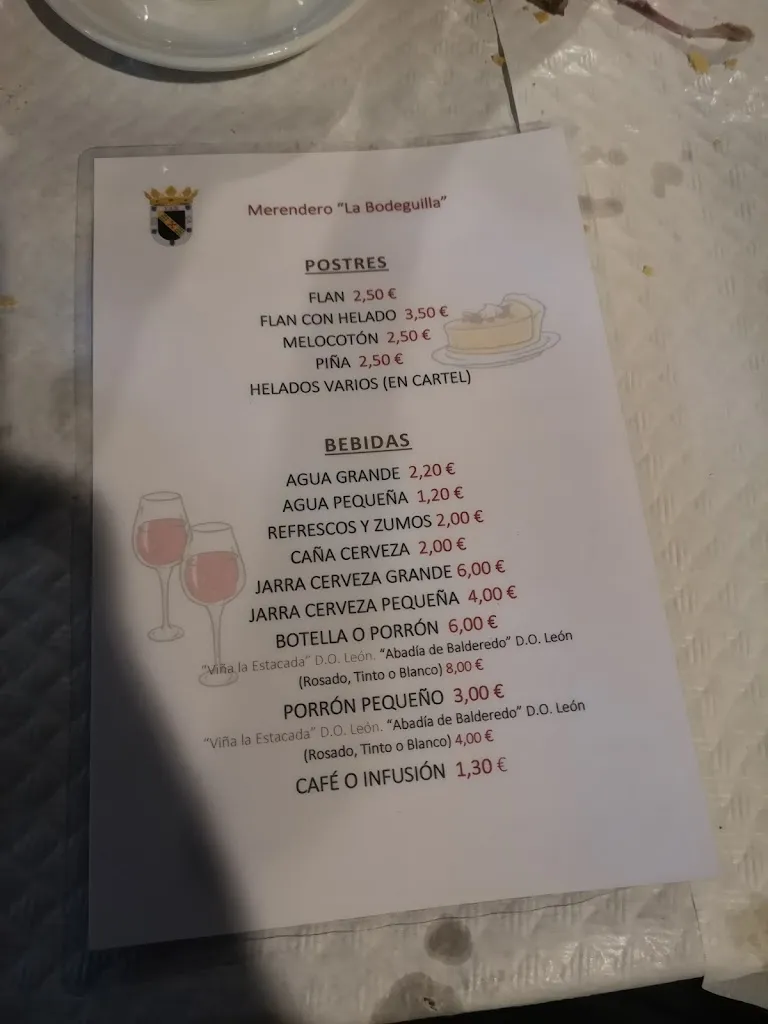 Merendero "La Bodeguilla"
POSTRES
FLAN 2,50 €
FLAN CON HELADO 3,50 €
MELOCOTÓN 2,50 €
PIÑA 2,50 €
HELADOS VARIOS (EN CARTEL)
BEBIDAS
AGUA GRANDE 2,20 €
AGUA PEQUEÑA 1,20 €
REFRESCOS Y ZUMOS 2,00 €
CAÑA CERVEZA 2,00 €
JARRA CERVEZA GRANDE 6,00 €
JARRA CERVEZA PEQUEÑA 4,00 €
BOTELLA O PORRÓN 6,00 €
"Viña la Estacada" D.O. León. "Abadía de Balderedo" D.O. León
(Rosado, Tinto o Blanco) 8,00 €
PORRÓN PEQUEÑO 3,00 €
"Viña la Estacada" D.O. León. "Abadía de Balderedo" D.O. León
(Rosado, Tinto o Blanco) 4,00 €
CAFÉ O INFUSIÓN 1,30 €